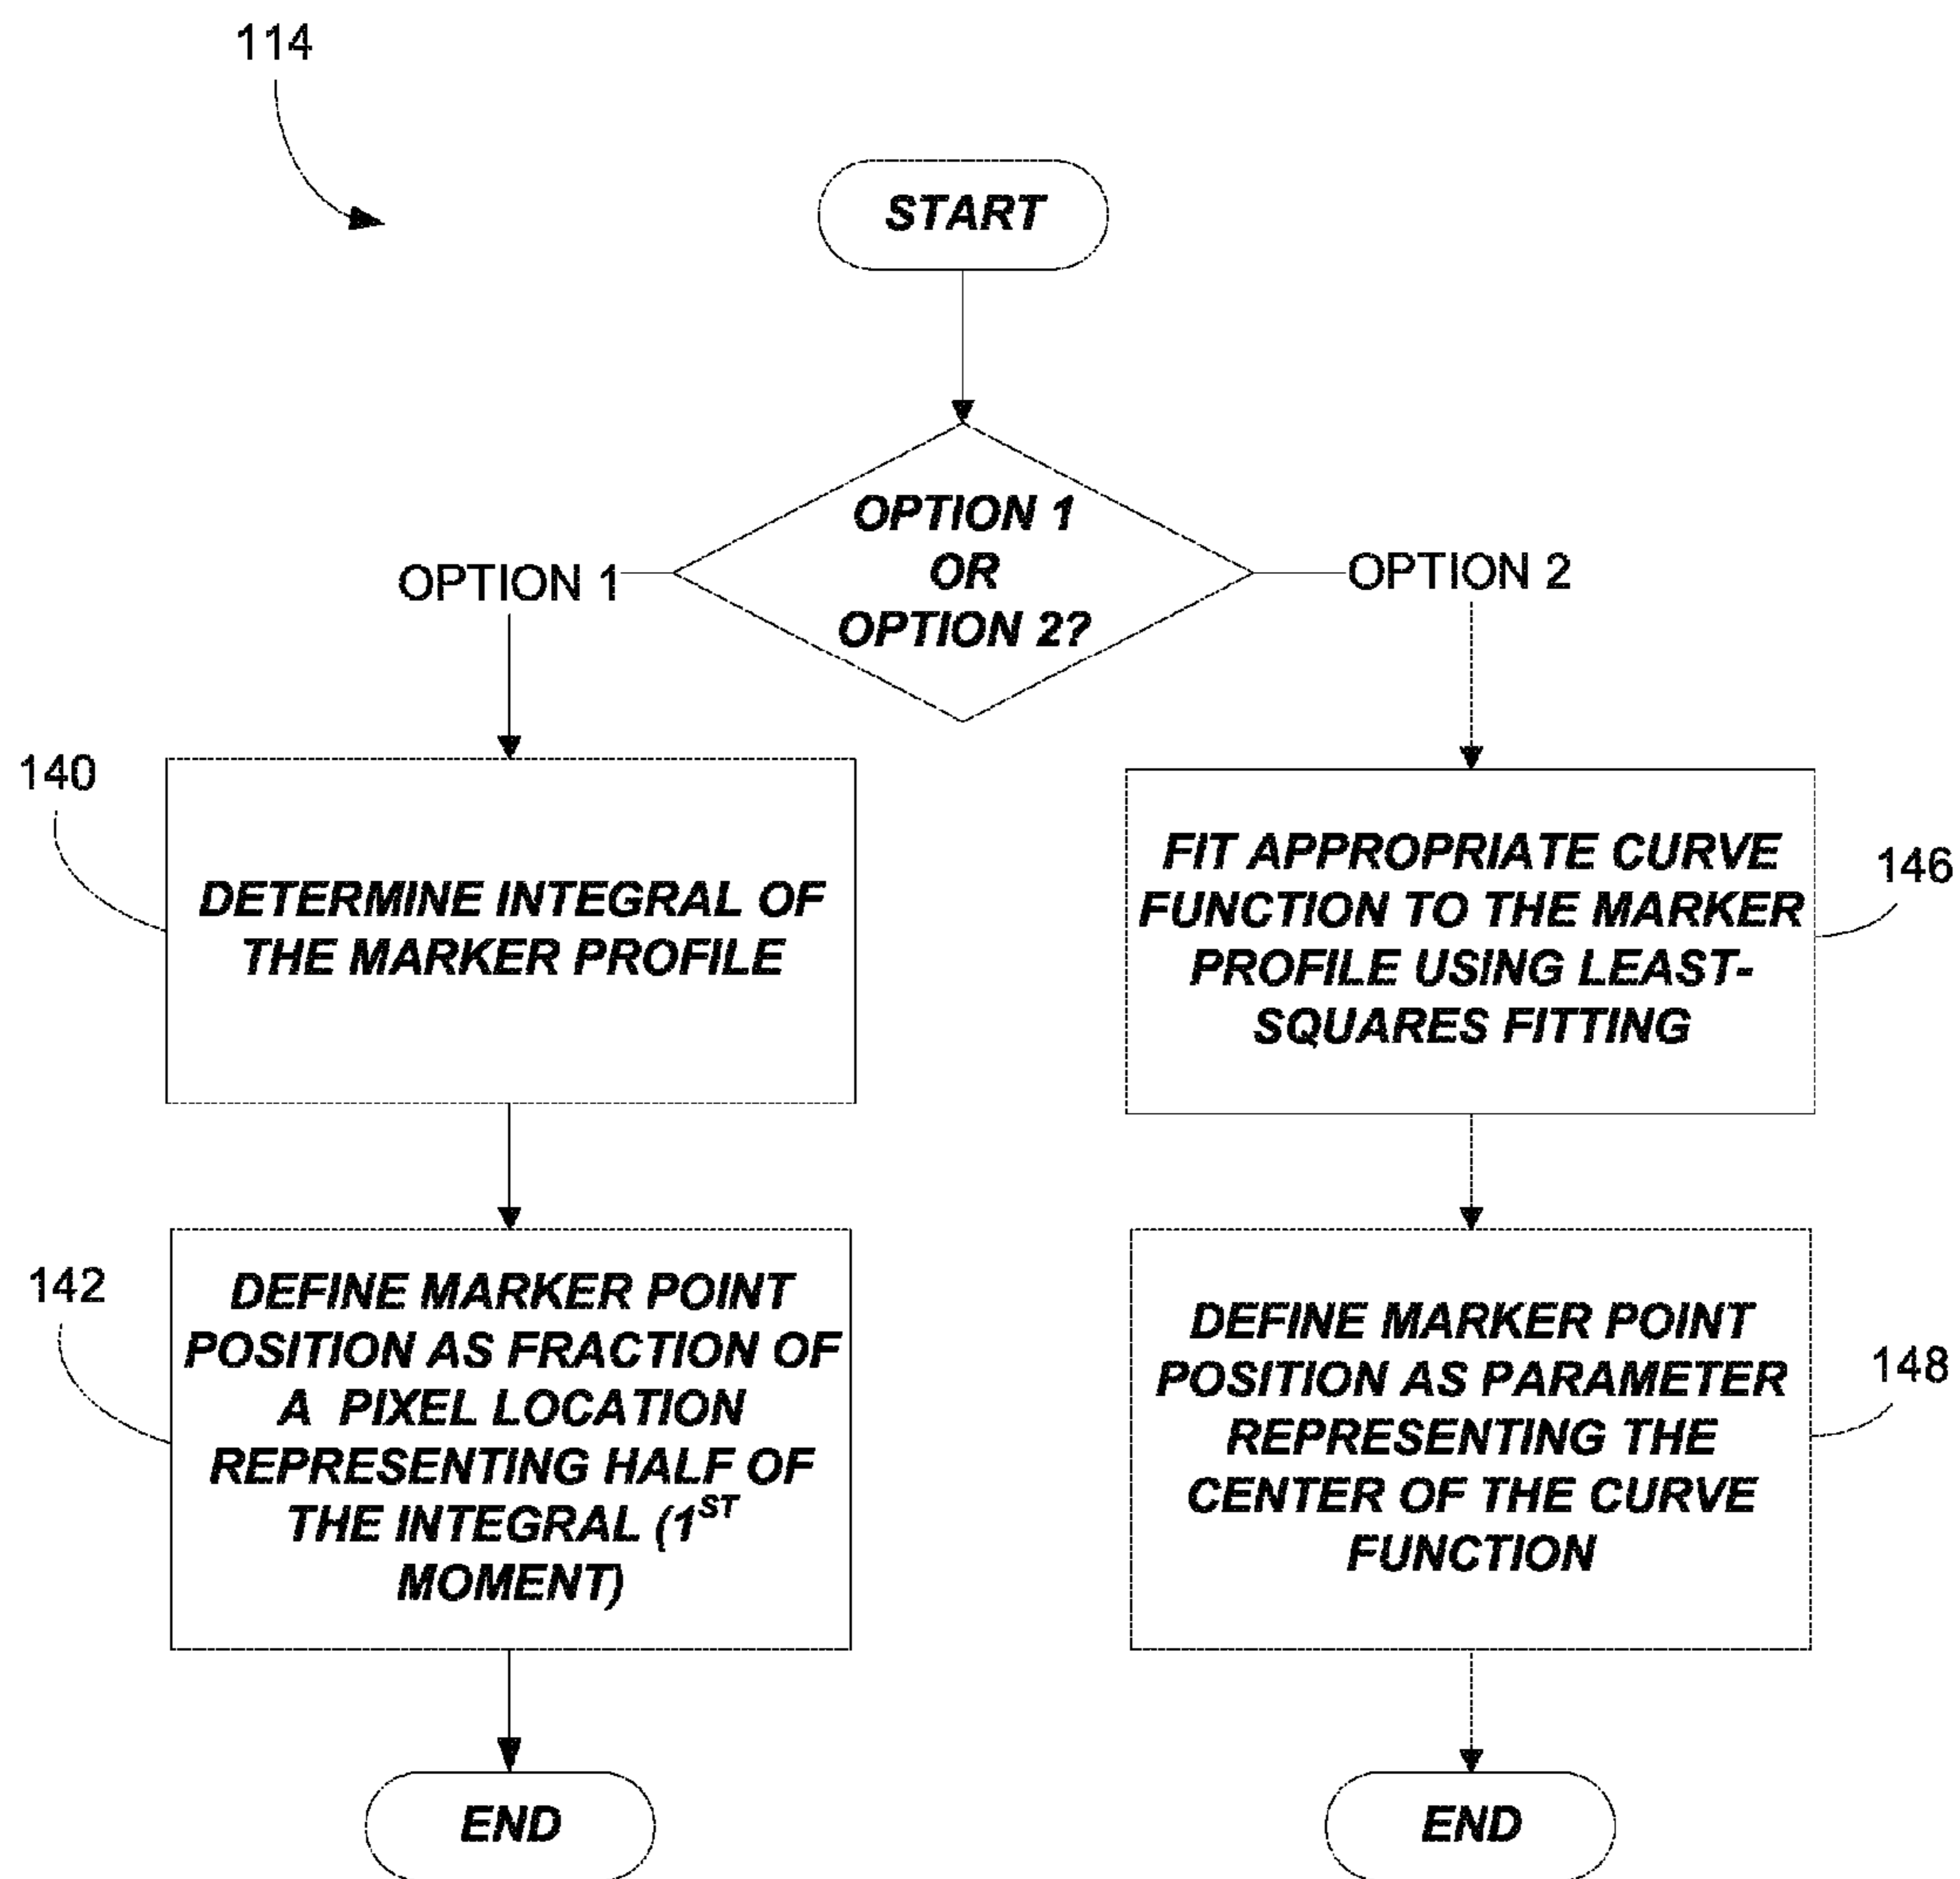 114
START
OPTION 1
OR
OPTION 2?
OPTION 1
OPTION 2
140
DETERMINE INTEGRAL OF
THE MARKER PROFILE
FIT APPROPRIATE CURVE
FUNCTION TO THE MARKER
PROFILE USING LEAST-
SQUARES FITTING
146
142
DEFINE MARKER POINT
POSITION AS FRACTION OF
A PIXEL LOCATION
REPRESENTING HALF OF
THE INTEGRAL (1ST
MOMENT)
DEFINE MARKER POINT
POSITION AS PARAMETER
REPRESENTING THE
CENTER OF THE CURVE
FUNCTION
148
END
END